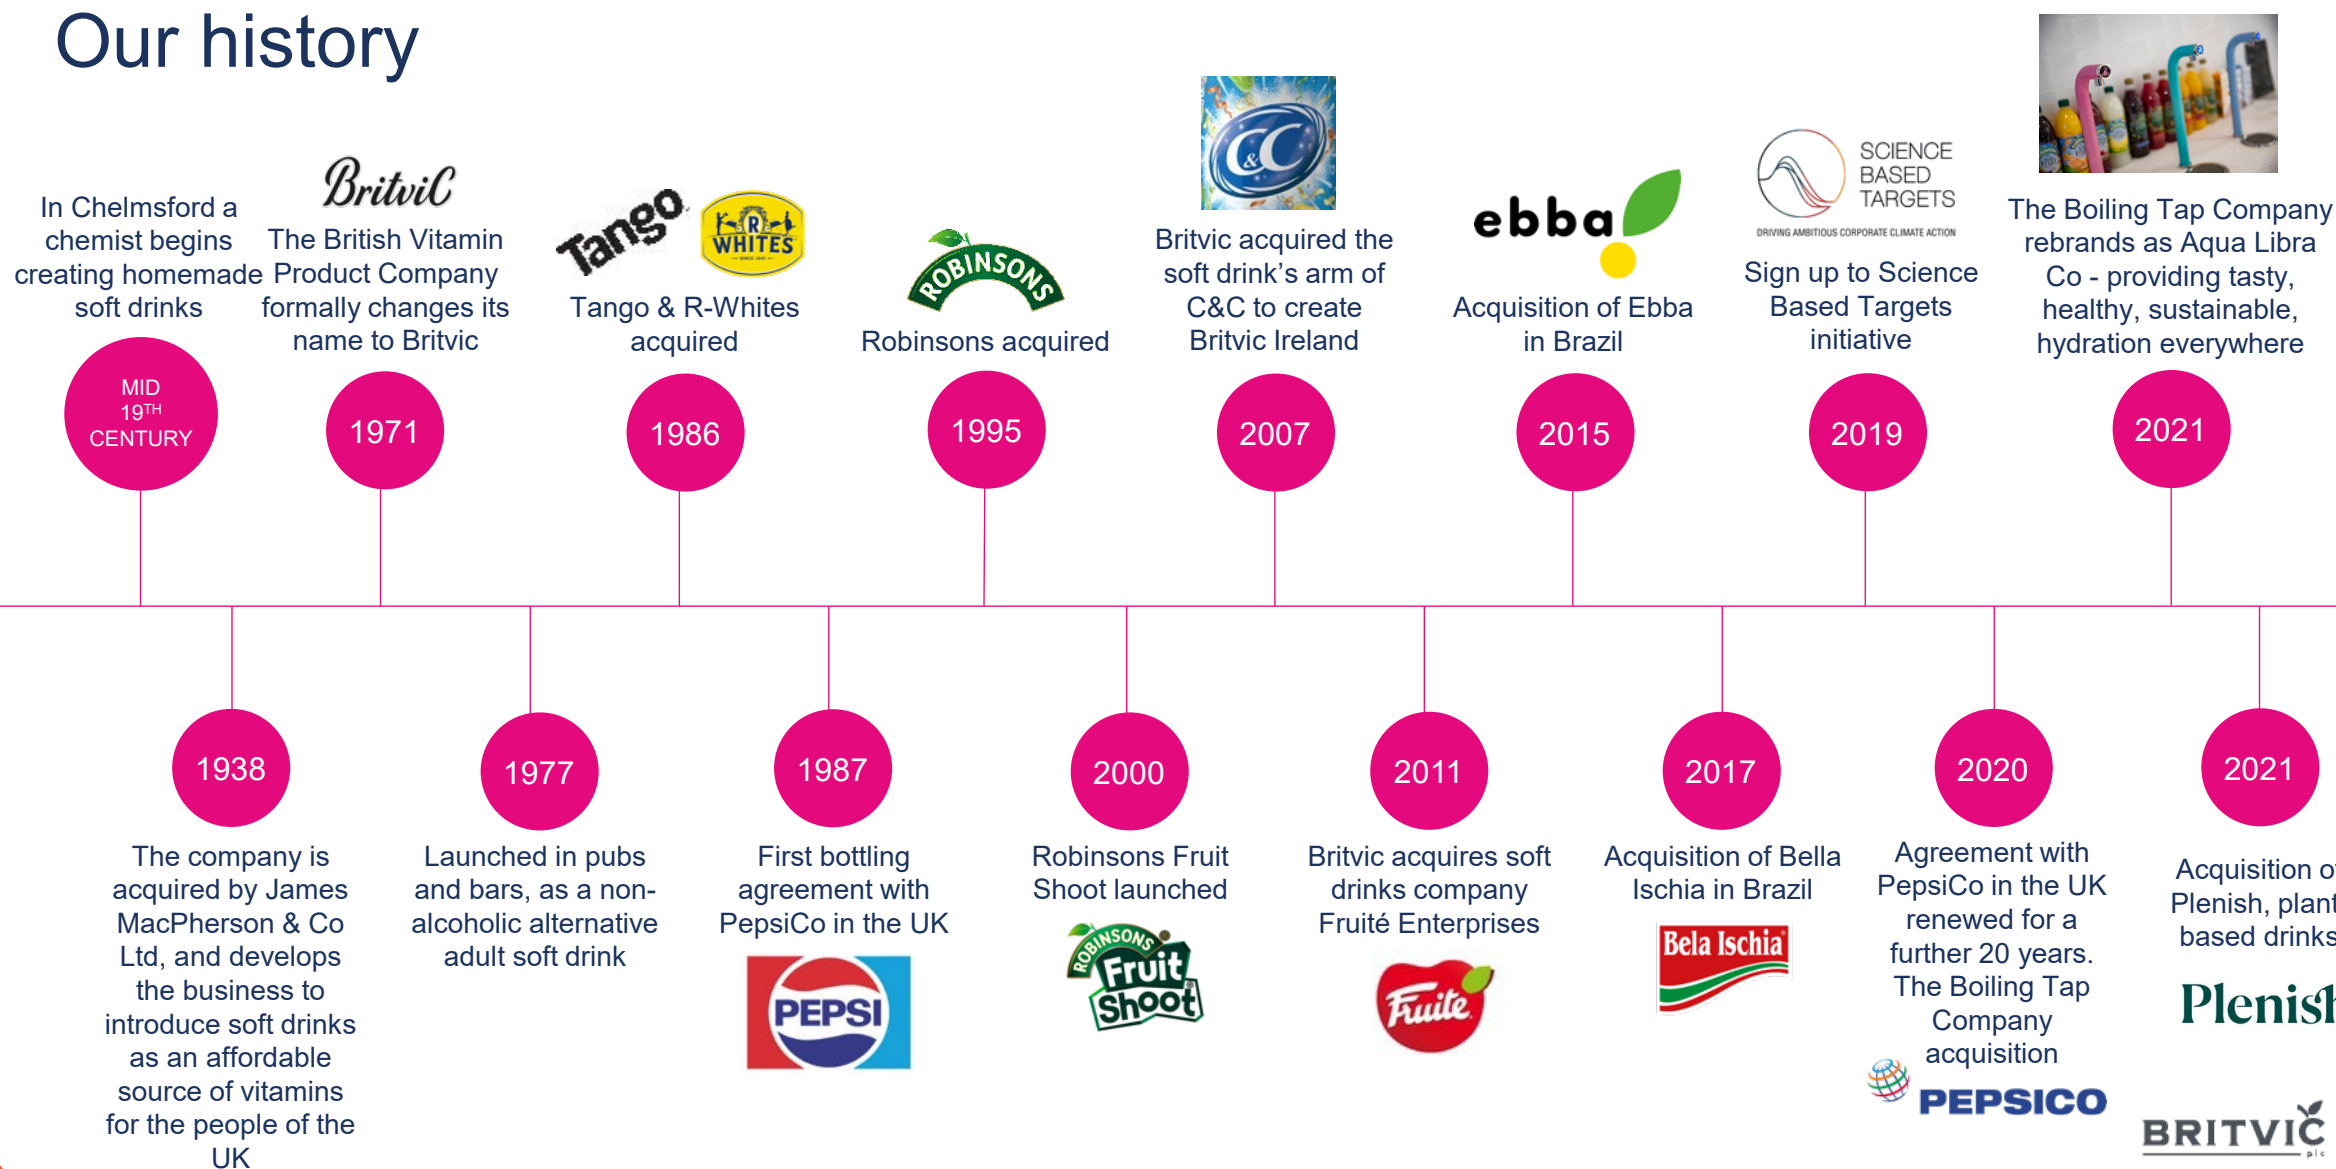 Our history
In Chelmsford a
chemist begins
creating homemade
soft drinks
MID
19TH
CENTURY
BritviC
The British Vitamin
Product Company
formally changes its
name to Britvic
1971
Tango
R
WHITES
Tango & R-Whites
acquired
1986
ROBINSONS
Robinsons acquired
1995
C&C
Britvic acquired the
soft drink’s arm of
C&C to create
Britvic Ireland
2007
ebba
Acquisition of Ebba
in Brazil
2015
SCIENCE
BASED
TARGETS
DRIVING AMBITIOUS CORPORATE CLIMATE ACTION
Sign up to Science
Based Targets
initiative
2019
The Boiling Tap Company
rebrands as Aqua Libra
Co - providing tasty,
healthy, sustainable,
hydration everywhere
2021
1938
The company is
acquired by James
MacPherson & Co
Ltd, and develops
the business to
introduce soft drinks
as an affordable
source of vitamins
for the people of the
UK
1977
Launched in pubs
and bars, as a non-
alcoholic alternative
adult soft drink
1987
First bottling
agreement with
PepsiCo in the UK
PEPSI
2000
Robinsons Fruit
Shoot launched
ROBINSONS
Fruit
Shoot
2011
Britvic acquires soft
drinks company
Fruité Enterprises
Fruite
2017
Acquisition of Bella
Ischia in Brazil
Bela Ischia
2020
Agreement with
PepsiCo in the UK
renewed for a
further 20 years.
The Boiling Tap
Company
acquisition
PEPSICO
2021
Acquisition of
Plenish, plant
based drinks
Plenish
BRITVIC
plc